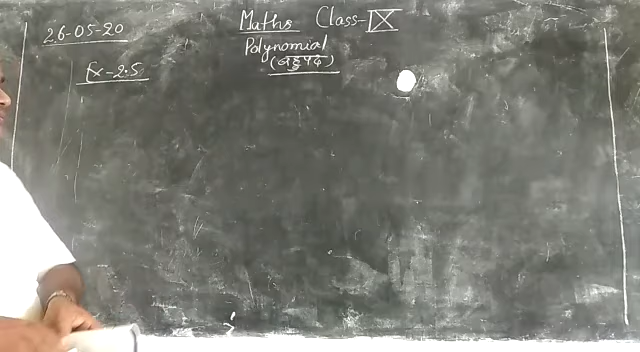 26-05-20
Maths Class-IX
Polynomial
(बहुपद)
Ex-2.5